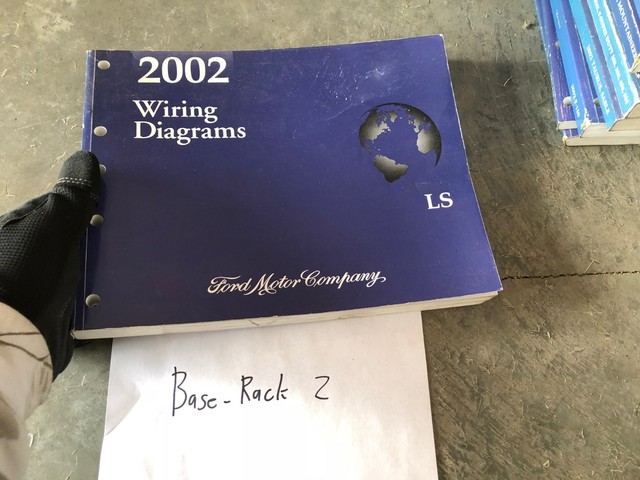 2002
Wiring
Diagrams
LS
Ford Motor Company
Base-Rack 2